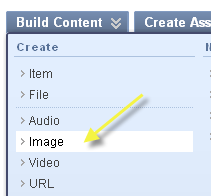 Build Content Create Ass
Create
Item
File
Audio
Image
Video
URL